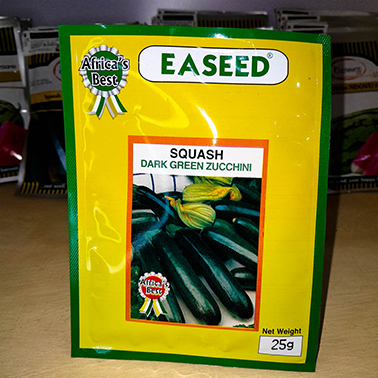 Africa's
Best
EASEED®
SQUASH
DARK GREEN ZUCCHINI
Africa's
Best
Net Weight
25g